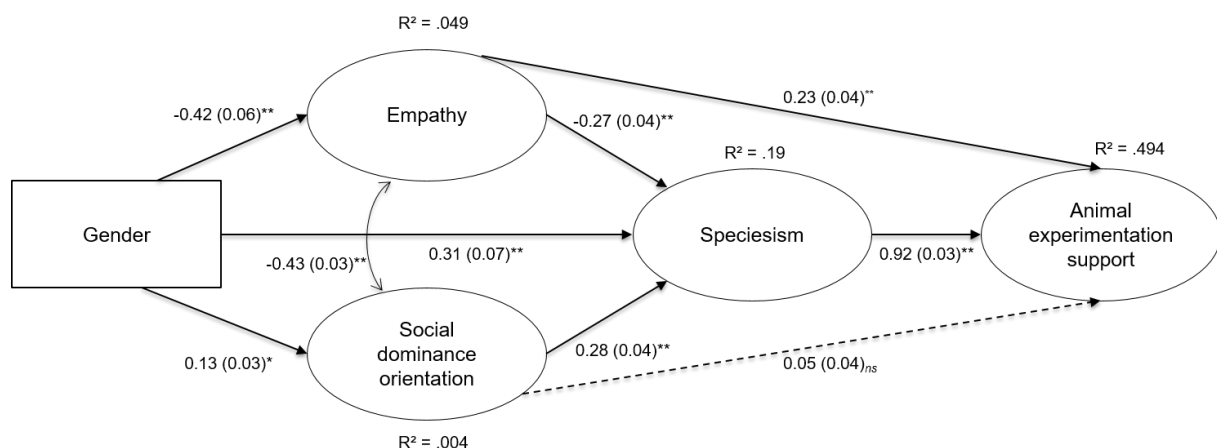 R² = .049
Empathy
-0.42 (0.06)**
0.23 (0.04)**
-0.27 (0.04)**
R² = .19
R² = .494
Gender
Speciesism
Animal
experimentation
support
0.31 (0.07)**
-0.43 (0.03)**
0.92 (0.03)**
Social
dominance
orientation
0.13 (0.03)*
0.28 (0.04)**
0.05 (0.04)ns
R² = .004